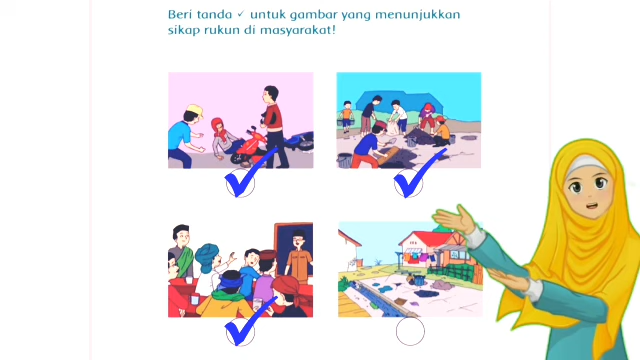 Beri tanda ✓ untuk gambar yang menunjukkan
sikap rukun di masyarakat!